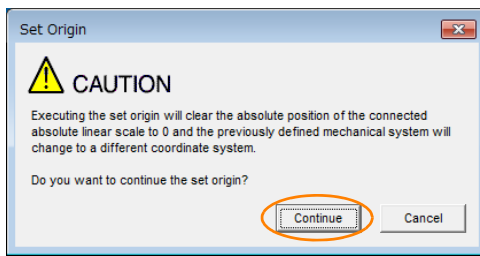 Set Origin
CAUTION
Executing the set origin will clear the absolute position of the connected
absolute linear scale to 0 and the previously defined mechanical system will
change to a different coordinate system.
Do you want to continue the set origin?
Continue
Cancel